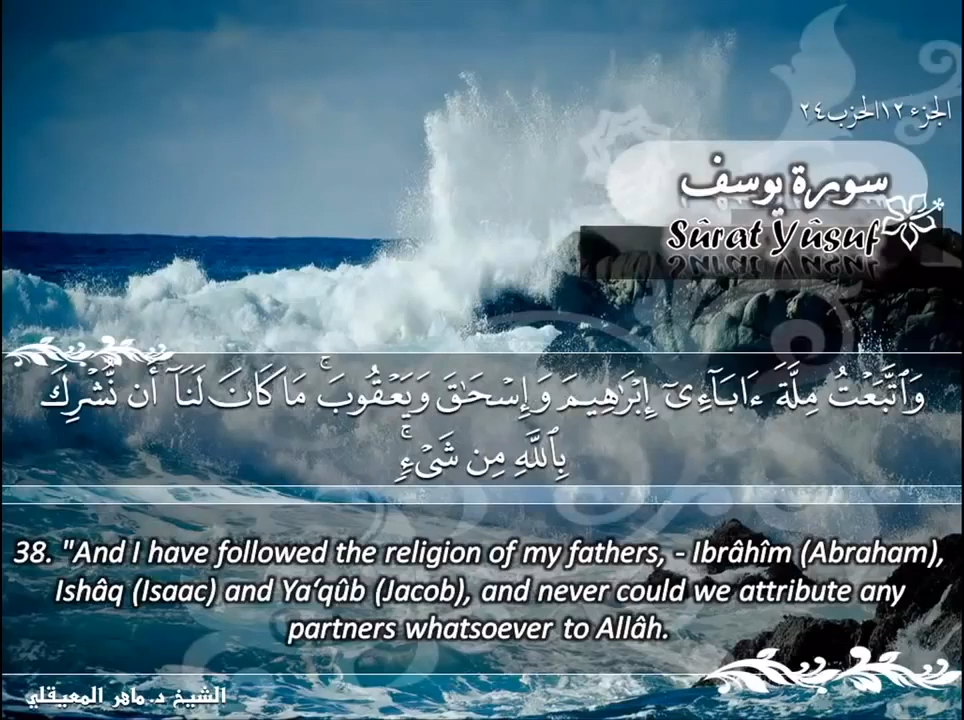 الجزء ١٢ الحزب ٢٤
سورة يوسف
Sûrat Yûsuf
وَٱتَّبَعْتُ مِلَّةَ ءَابَآءِىٓ إِبْرَٰهِيمَ وَإِسْحَٰقَ وَيَعْقُوبَ ۚ مَا كَانَ لَنَآ أَن نُّشْرِكَ
بِٱللَّهِ مِن شَىْءٍ ۚ
38. "And I have followed the religion of my fathers, - Ibrâhîm (Abraham),
Ishâq (Isaac) and Ya‘qûb (Jacob), and never could we attribute any
partners whatsoever to Allâh.
الشيخ د. ماهر المعيقلي